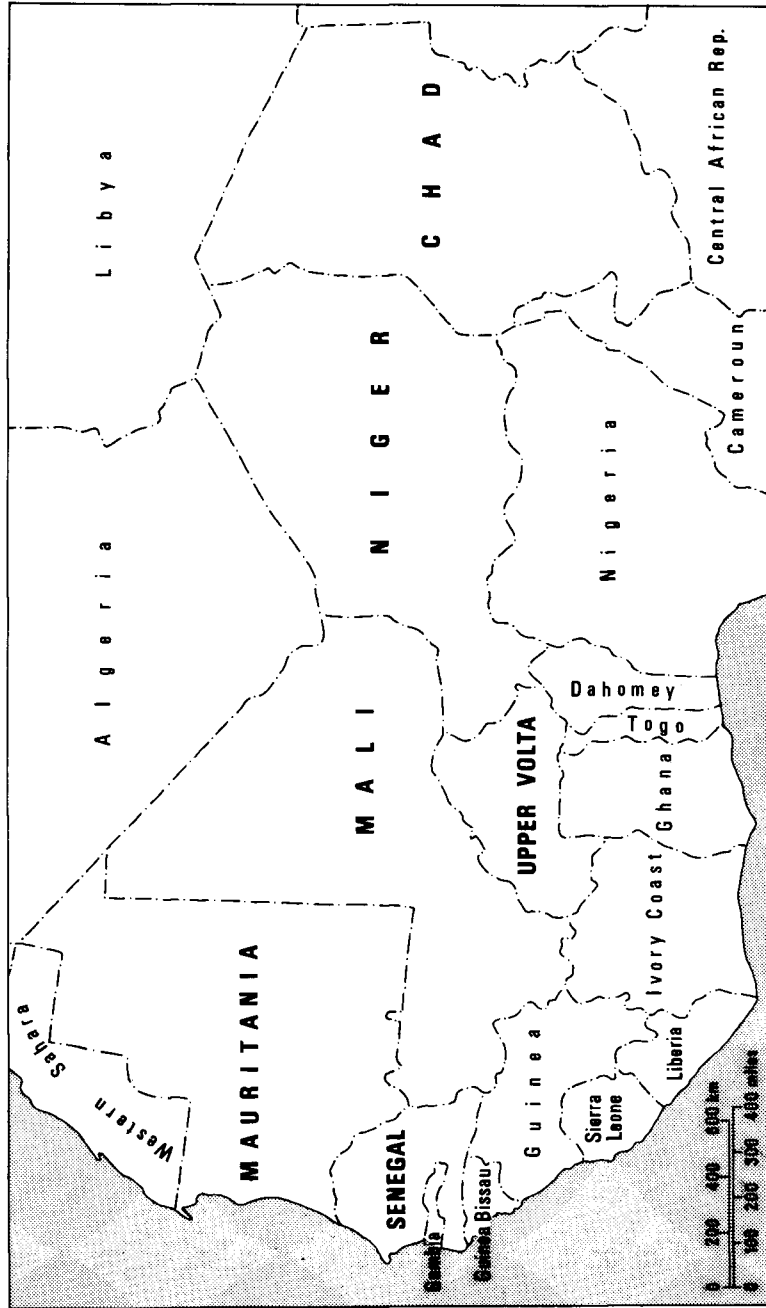 Libya
Algeria
Western Sahara
CHAD
NIGER
MALI
MAURITANIA
SENEGAL
Gambia
Guinea Bissau
UPPER VOLTA
Central African Rep.
Cameroun
Nigeria
Dahomey
Togo
Ghana
Ivory Coast
Guinea
Sierra
Leone
Liberia
0 200 400 600 km
0 100 200 300 400 miles